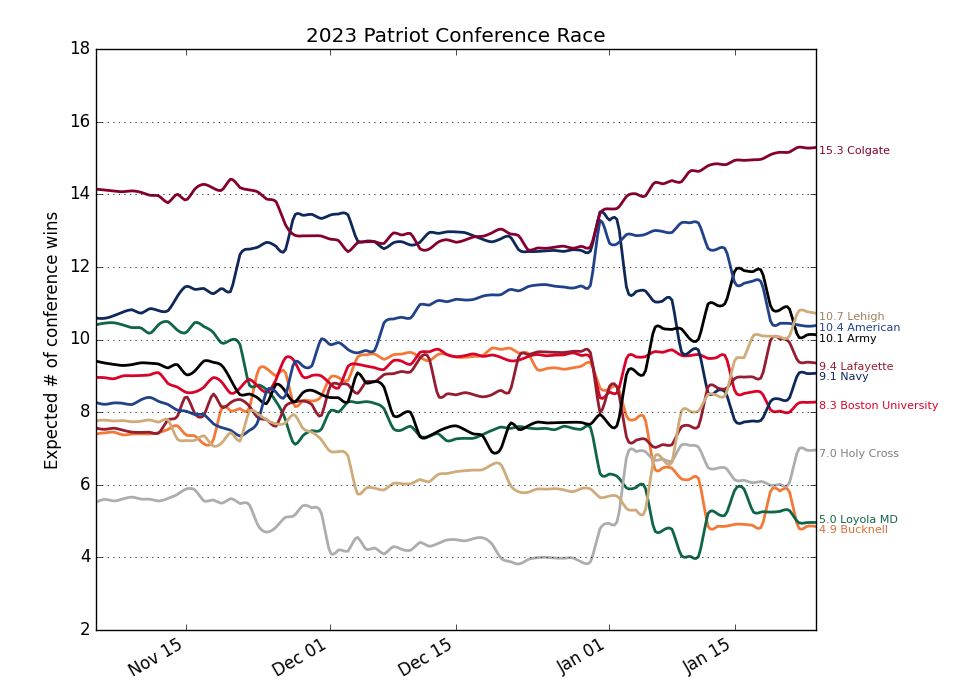 2023 Patriot Conference Race
Expected # of conference wins
18
16
14
12
10
8
6
4
2
Nov 15
Dec 01
Dec 15
Jan 01
Jan 15
15.3 Colgate
10.7 Lehigh
10.4 American
10.1 Army
9.4 Lafayette
9.1 Navy
8.3 Boston University
7.0 Holy Cross
5.0 Loyola MD
4.9 Bucknell